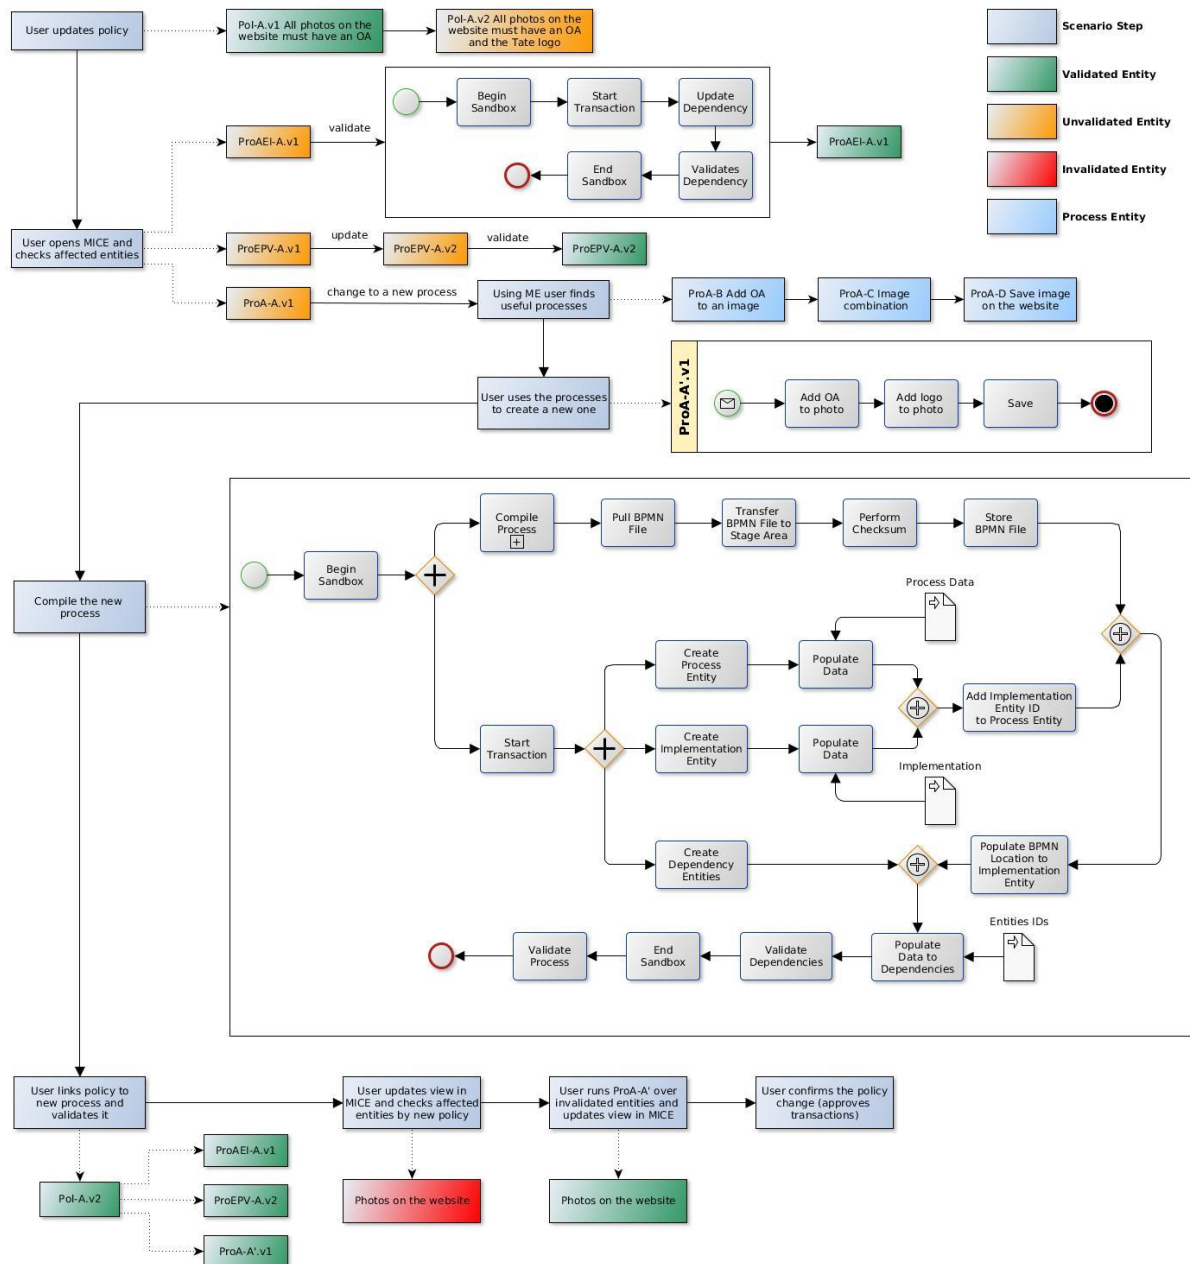 User updates policy
Pol-A.v1 All photos on the
website must have an OA
Pol-A.v2 All photos on the
website must have an OA
and the Tate logo
Scenario Step
Validated Entity
Unvalidated Entity
Invalidated Entity
Process Entity
Begin
Sandbox
Start
Transaction
Update
Dependency
ProAEI-A.v1
validate
ProAEI-A.v1
End
Sandbox
Validates
Dependency
User opens MICE and
checks affected entities
ProEPV-A.v1
update
ProEPV-A.v2
validate
ProEPV-A.v2
ProA-A.v1
change to a new process
Using ME user finds
useful processes
ProA-B Add OA
to an image
ProA-C Image
combination
ProA-D Save image
on the website
User uses the processes
to create a new one
ProA-A'.v1
Add OA
to photo
Add logo
to photo
Save
Compile the new
process
Begin
Sandbox
Compile
Process
Pull BPMN
File
Transfer
BPMN File to
Stage Area
Perform
Checksum
Store
BPMN File
Process Data
Create
Process
Entity
Populate
Data
Add Implementation
Entity ID
to Process Entity
Start
Transaction
Create
Implementation
Entity
Populate
Data
Implementation
Create
Dependency
Entities
Populate BPMN
Location to
Implementation
Entity
Entities IDs
Validate
Process
End
Sandbox
Validate
Dependencies
Populate
Data to
Dependencies
User links policy to
new process and
validates it
User updates view in
MICE and checks affected
entities by new policy
User runs ProA-A' over
invalidated entities and
updates view in MICE
User confirms the policy
change (approves
transactions)
ProAEI-A.v1
Pol-A.v2
ProEPV-A.v2
ProA-A'.v1
Photos on the website
Photos on the website